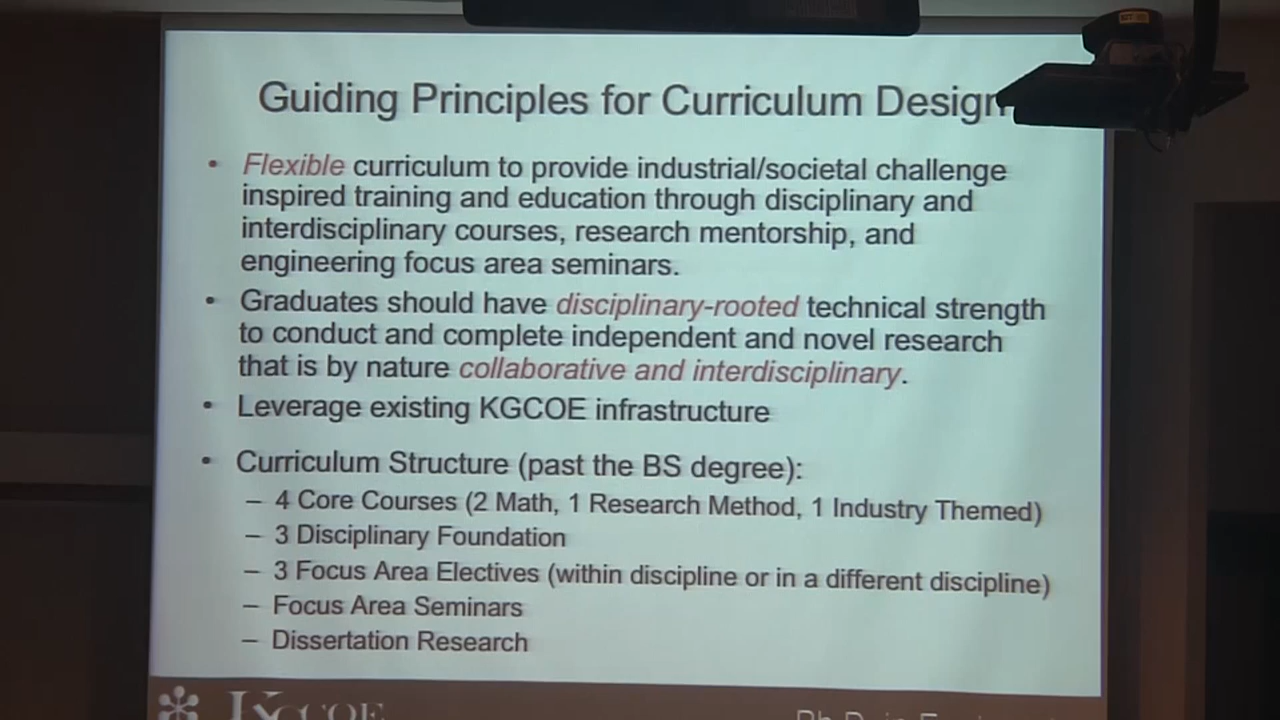 Guiding Principles for Curriculum Design
• Flexible curriculum to provide industrial/societal challenge
inspired training and education through disciplinary and
interdisciplinary courses, research mentorship, and
engineering focus area seminars.
• Graduates should have disciplinary-rooted technical strength
to conduct and complete independent and novel research
that is by nature collaborative and interdisciplinary.
• Leverage existing KGCOE infrastructure
• Curriculum Structure (past the BS degree):
– 4 Core Courses (2 Math, 1 Research Method, 1 Industry Themed)
– 3 Disciplinary Foundation
– 3 Focus Area Electives (within discipline or in a different discipline)
– Focus Area Seminars
– Dissertation Research
KGCOE
Ph.D. in